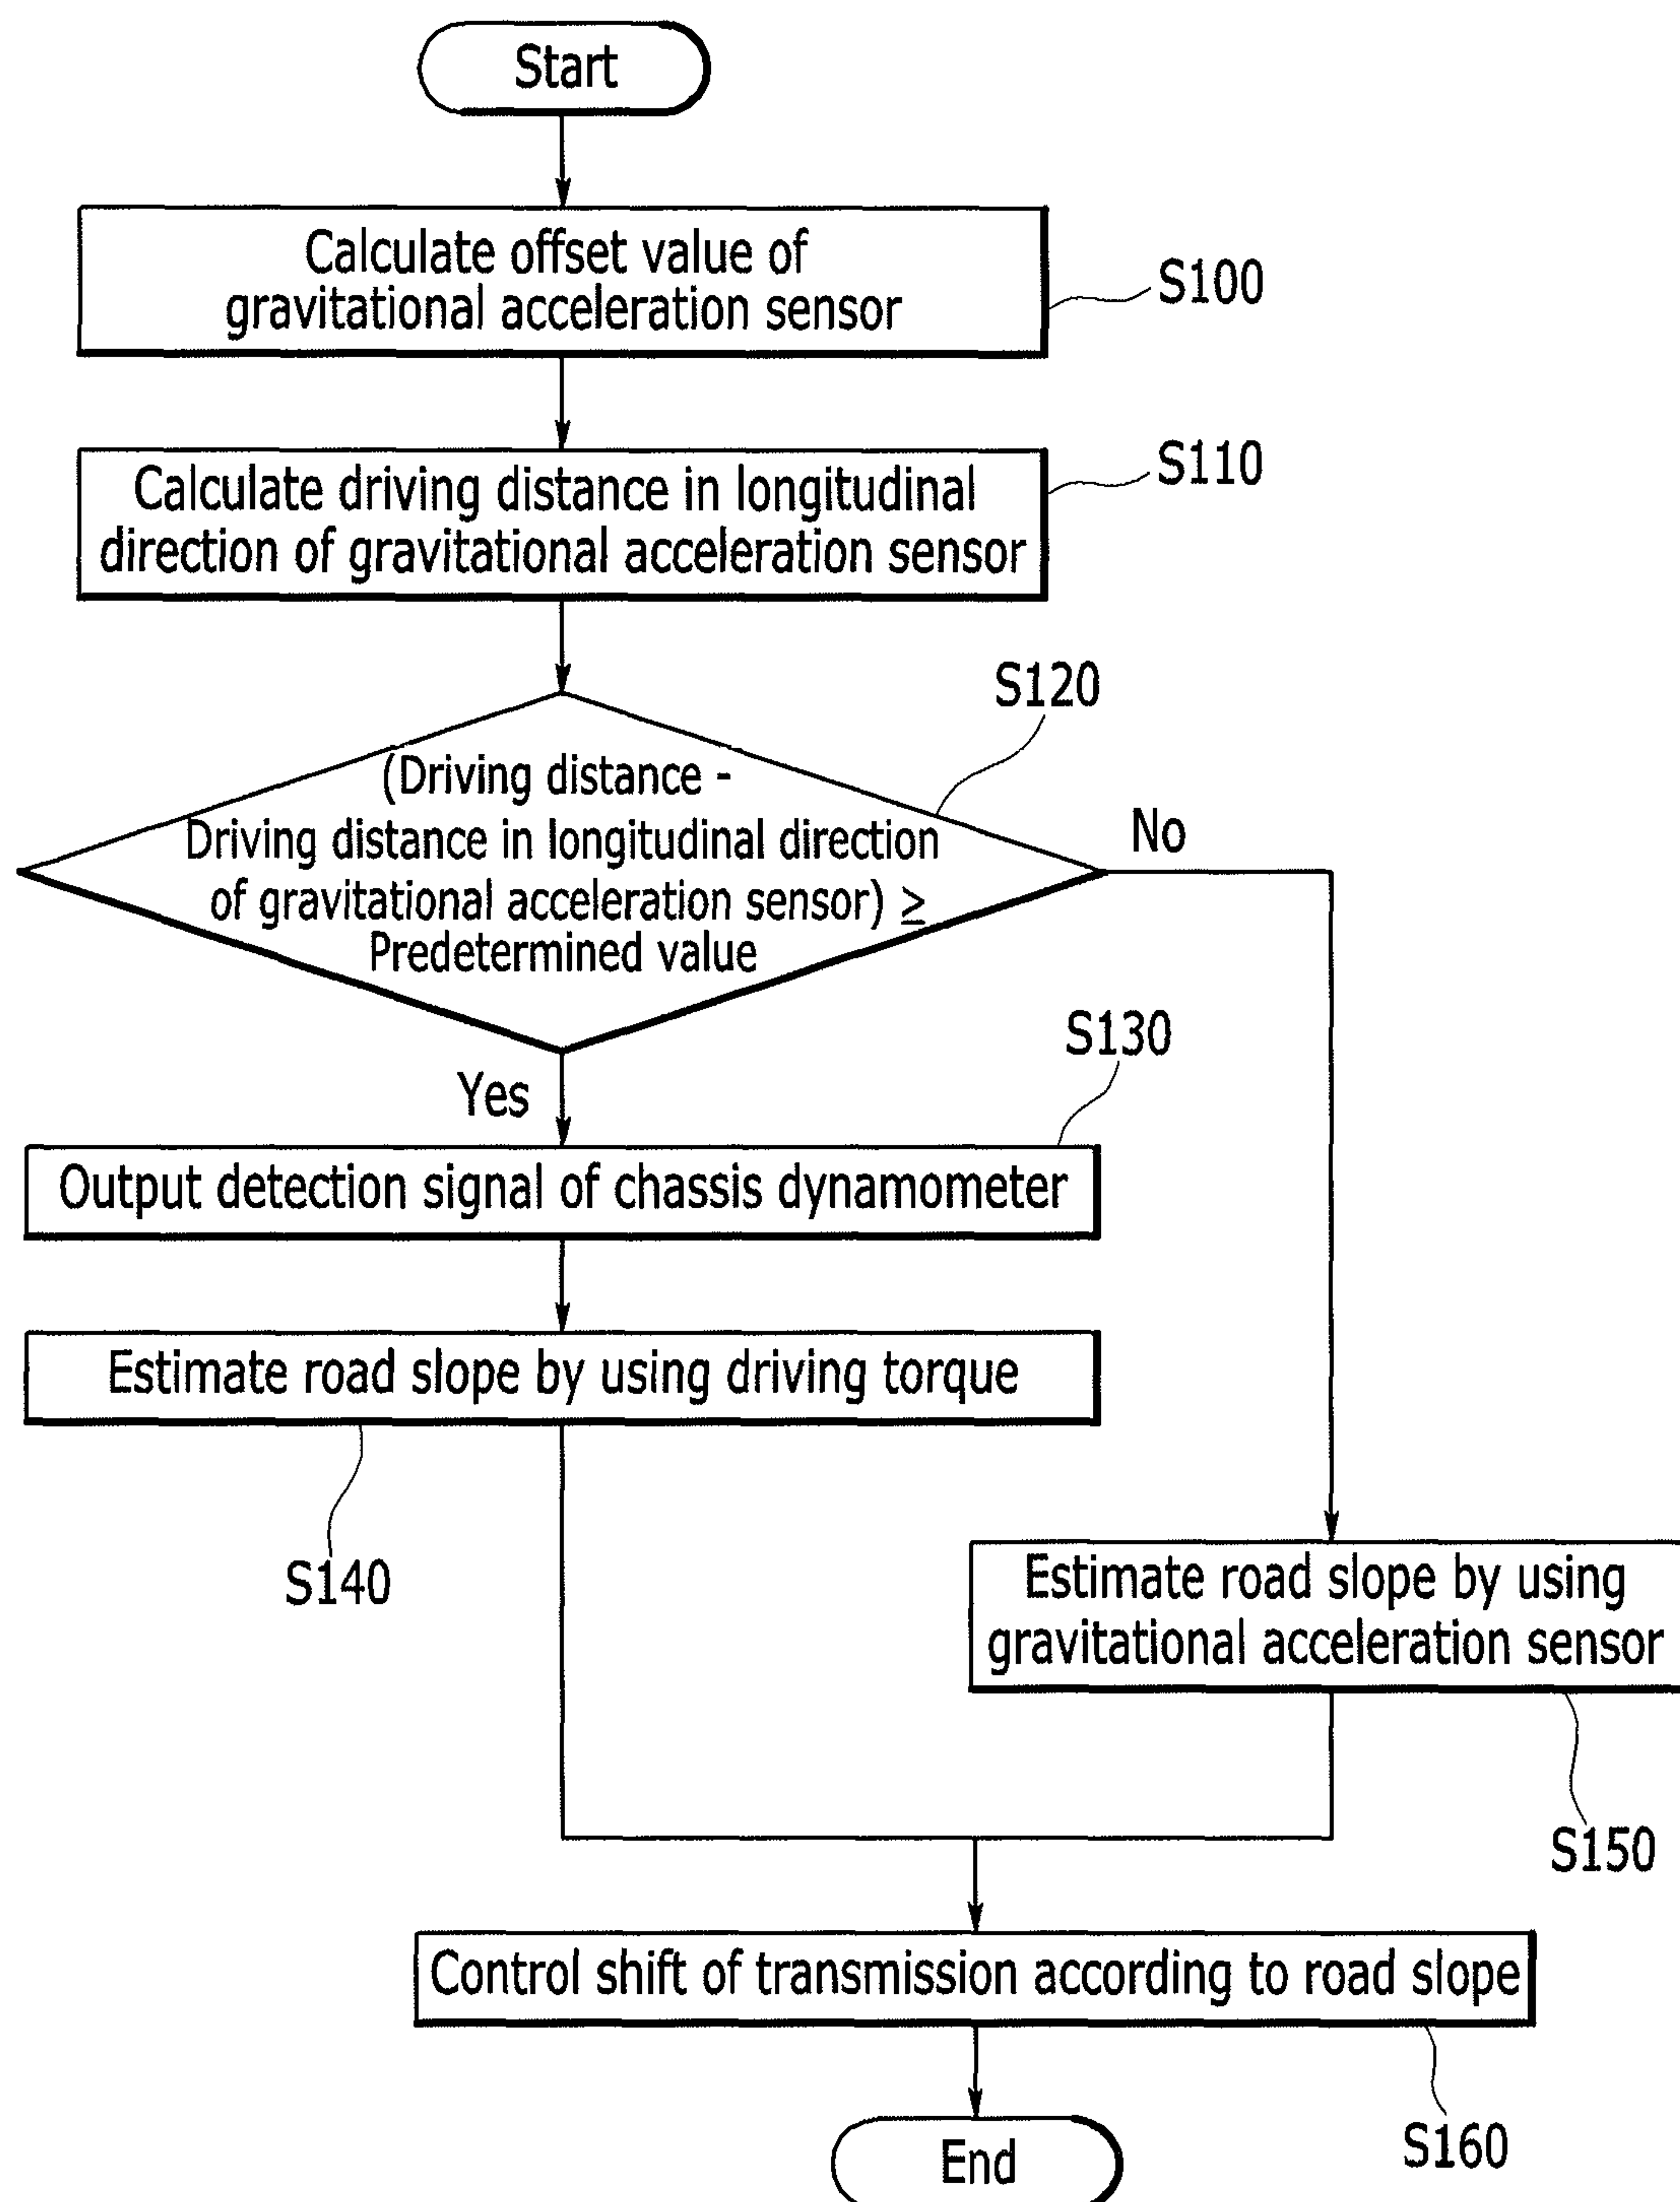 Start
Calculate offset value of
gravitational acceleration sensor
S100
Calculate driving distance in longitudinal
direction of gravitational acceleration sensor
S110
S120
(Driving distance -
Driving distance in longitudinal direction
of gravitational acceleration sensor) ≥
Predetermined value
No
Yes
S130
Output detection signal of chassis dynamometer
Estimate road slope by using driving torque
S140
Estimate road slope by using
gravitational acceleration sensor
S150
Control shift of transmission according to road slope
S160
End